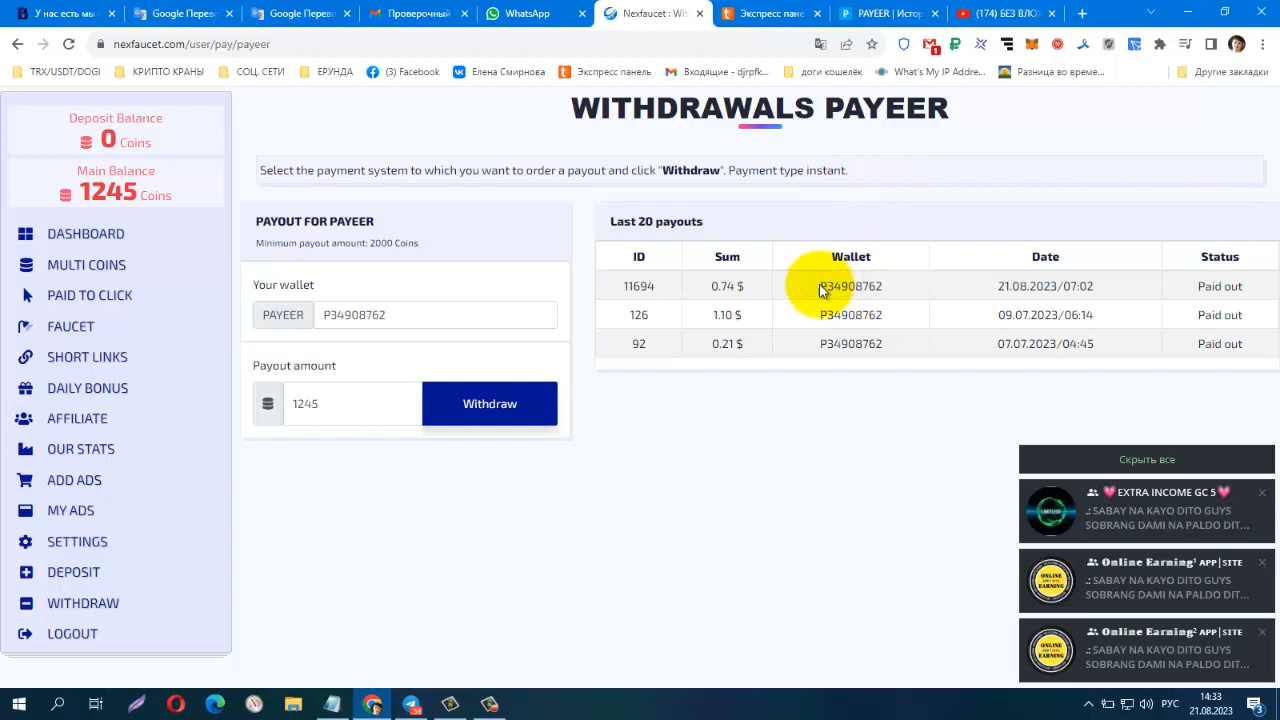 У вас есть мы
Google Перево
Google Перево
Проверочный
WhatsApp
Nexfaucet : Wi
Экспресс пане
PAYEER | Истор
(174) БЕЗ ВЛО
nexfaucet.com/user/pay/payeer
1
TRX/USDT/DOGI
КРИПТО КРАНЫ
СОЦ. СЕТИ
ЕРУНДА
(3) Facebook
Елена Смирнова
Экспресс панель
Входящие - djrpfk...
доги кошелёк
What's My IP Addre...
Разница во време...
Другие закладки
Deposit Balance
0 Coins
Main Balance
1245 Coins
DASHBOARD
MULTI COINS
PAID TO CLICK
FAUCET
SHORT LINKS
DAILY BONUS
AFFILIATE
OUR STATS
ADD ADS
MY ADS
SETTINGS
DEPOSIT
WITHDRAW
LOGOUT
WITHDRAWALS PAYEER
Select the payment system to which you want to order a payout and click "Withdraw". Payment type instant.
PAYOUT FOR PAYEER
Minimum payout amount: 2000 Coins
Your wallet
PAYEER P34908762
Payout amount
1245 Withdraw
Last 20 payouts
ID Sum Wallet Date Status
11694 0.74 $ P34908762 21.08.2023/07:02 Paid out
126 1.10 $ P34908762 09.07.2023/06:14 Paid out
92 0.21 $ P34908762 07.07.2023/04:45 Paid out
Скрыть все
💗EXTRA INCOME GC 5💗
.: SABAY NA KAYO DITO GUYS
SOBRANG DAMI NA PALDO DIT...
𝕆nline Earning¹ APP|SITE
.: SABAY NA KAYO DITO GUYS
SOBRANG DAMI NA PALDO DIT...
𝕆nline Earning² APP|SITE
.: SABAY NA KAYO DITO GUYS
SOBRANG DAMI NA PALDO DIT...
РУС
14:33
21.08.2023
3